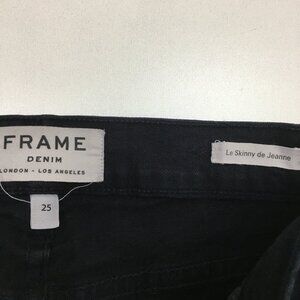 FRAME
DENIM
LONDON - LOS ANGELES
25
Le Skinny de Jeanne